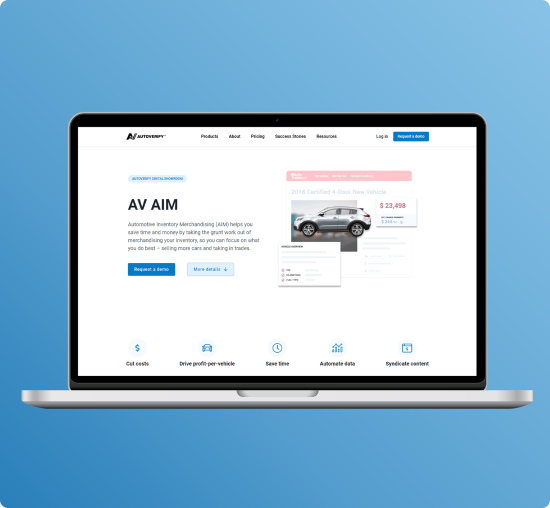 AUTOVERIFY
Products About Pricing Success Stories Resources Log in Request a demo
AUTOVERIFY DIGITAL SHOWROOM
AV AIM
Automotive Inventory Merchandising (AIM) helps you
save time and money by taking the grunt work out of
merchandising your inventory, so you can focus on what
you do best – selling more cars and taking in trades.
Request a demo More details
2018 Certified 4-Door New Vehicle
$ 23,498
VEHICLE OVERVIEW
Cut costs Drive profit-per-vehicle Save time Automate data Syndicate content